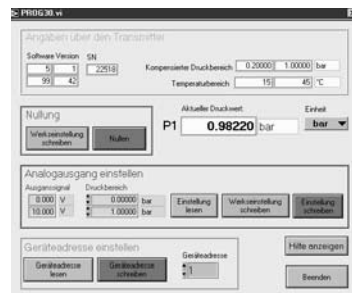 PROG30.vi
Angaben über den Transmitter
Software Version SN
5 1 22518
99 42
Kompensierter Druckbereich 0.20000 1.00000 bar
Temperaturbereich 15 45 °C
Nullung
Werkseinstellung schreiben Nullen
Aktueller Druckwert Einheit
P1 0.98220 bar bar
Analogausgang einstellen
Ausgangssignal Druckbereich
0.000 V 0.00000 bar
10.000 V 1.00000 bar
Einstellung lesen Werkseinstellung schreiben Einstellung schreiben
Geräteadresse einstellen
Geräteadresse lesen Geräteadresse schreiben
Geräteadresse
1
Hilfe anzeigen
Beenden